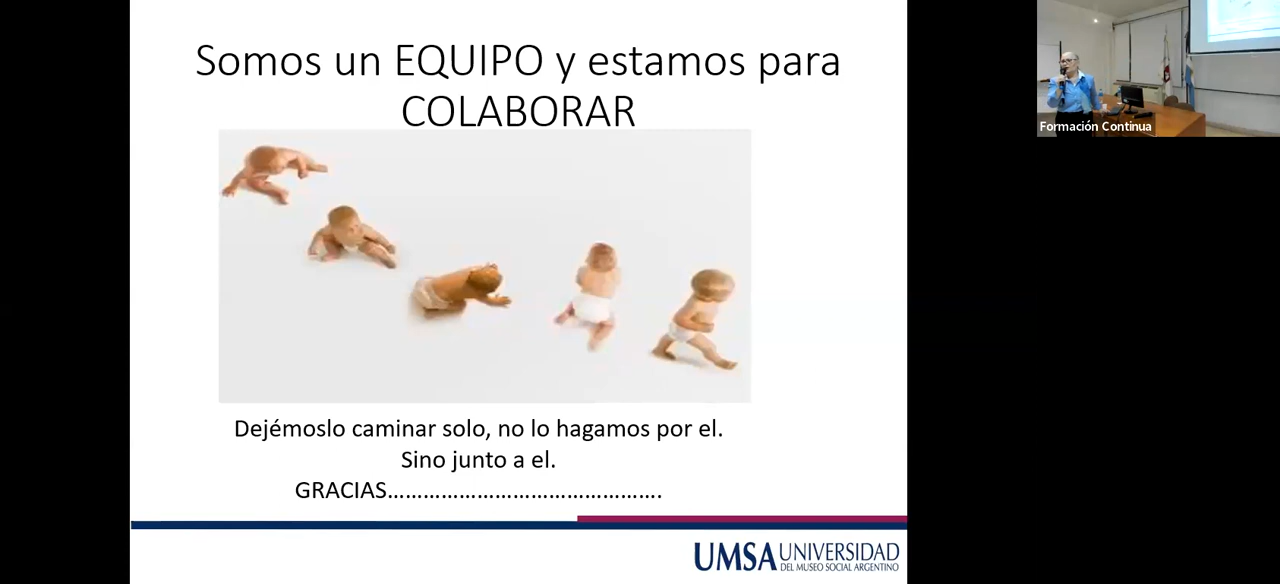 Somos un EQUIPO y estamos para
COLABORAR
Dejémoslo caminar solo, no lo hagamos por el.
Sino junto a el.
GRACIAS………………………………………….
UMSA UNIVERSIDAD
DEL MUSEO SOCIAL ARGENTINO
Formación Continua